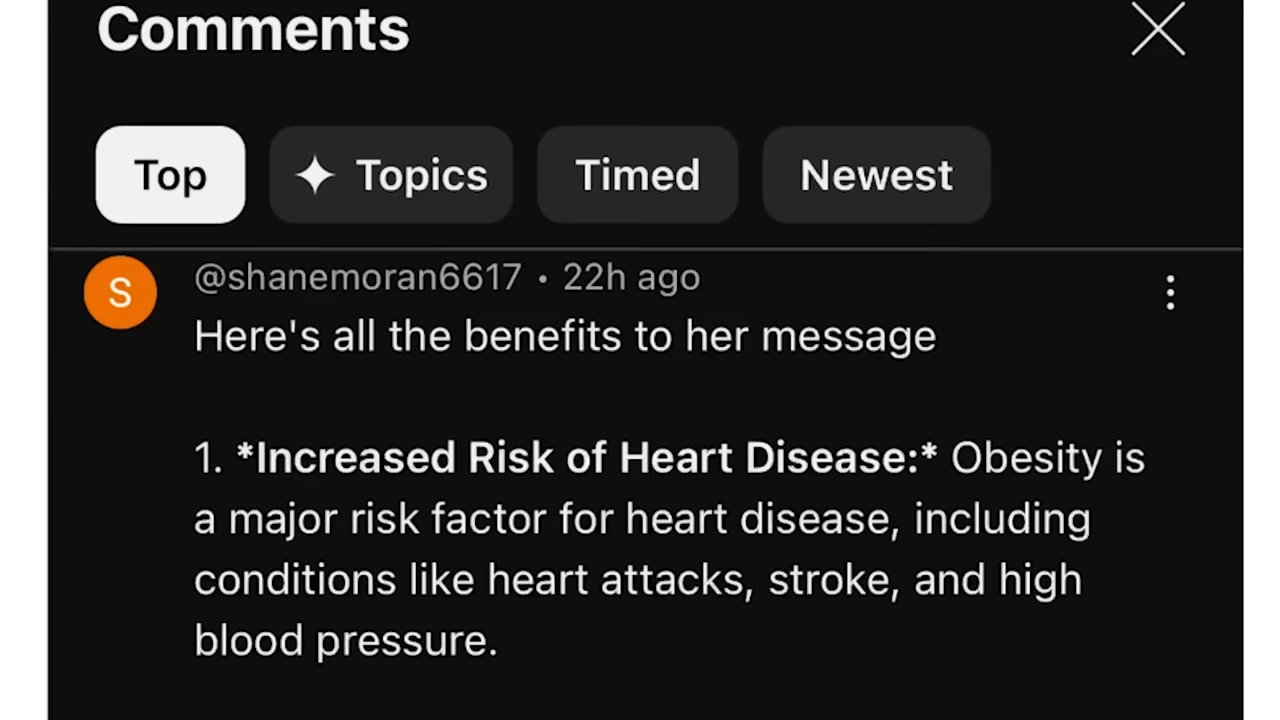 Comments
Top
Topics
Timed
Newest
S
@shanemoran6617 • 22h ago
Here's all the benefits to her message
1. *Increased Risk of Heart Disease:* Obesity is
a major risk factor for heart disease, including
conditions like heart attacks, stroke, and high
blood pressure.